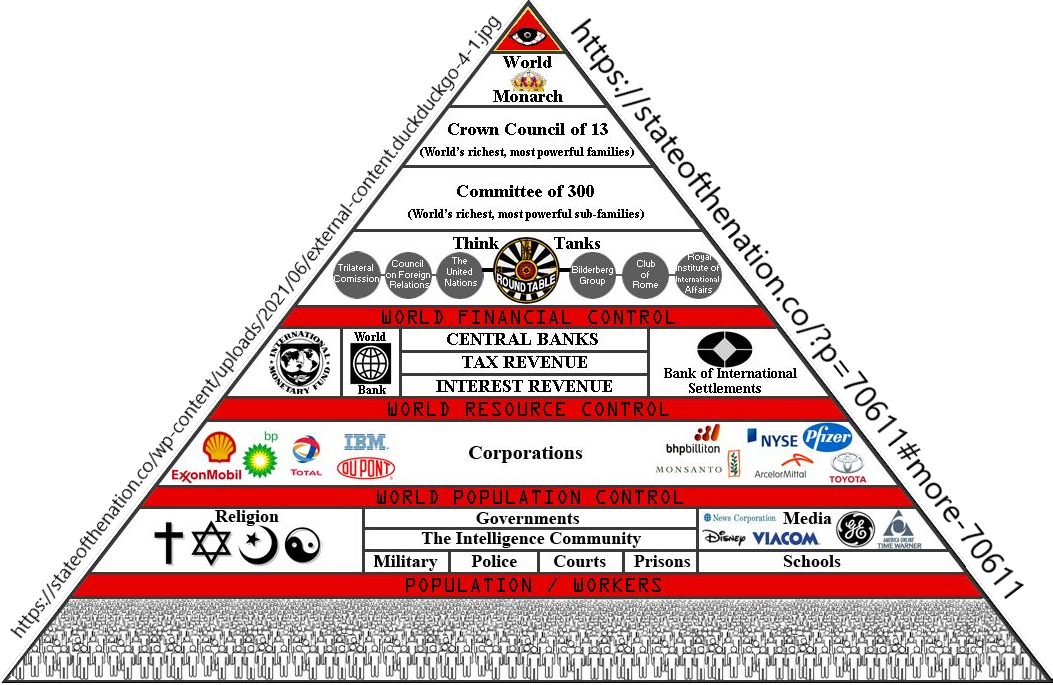 https://stateofthenation.co/wp-content/uploads/2021/06/external-content.duckduckgo-4-1.jpg
https://stateofthenation.co/?p=70611#more-70611
World
Monarch
Crown Council of 13
(World's richest, most powerful families)
Committee of 300
(World's richest, most powerful sub-families)
Think Tanks
Trilateral
Comission
Council
on Foreign
Relations
The
United
Nations
ROUND TABLE
Bilderberg
Group
Club
of
Rome
Royal
Institute of
International
Affairs
WORLD FINANCIAL CONTROL
INTERNATIONAL MONETARY FUND
World
Bank
CENTRAL BANKS
TAX REVENUE
INTEREST REVENUE
Bank of International
Settlements
WORLD RESOURCE CONTROL
ExxonMobil
bp
TOTAL
IBM
DU PONT
Corporations
bhpbilliton
NYSE
Pfizer
MONSANTO
ArcelorMittal
TOYOTA
WORLD POPULATION CONTROL
Religion
Governments
The Intelligence Community
Military
Police
Courts
Prisons
News Corporation
Media
Disney
VIACOM
GE
AMERICA ONLINE
TIME WARNER
Schools
POPULATION / WORKERS